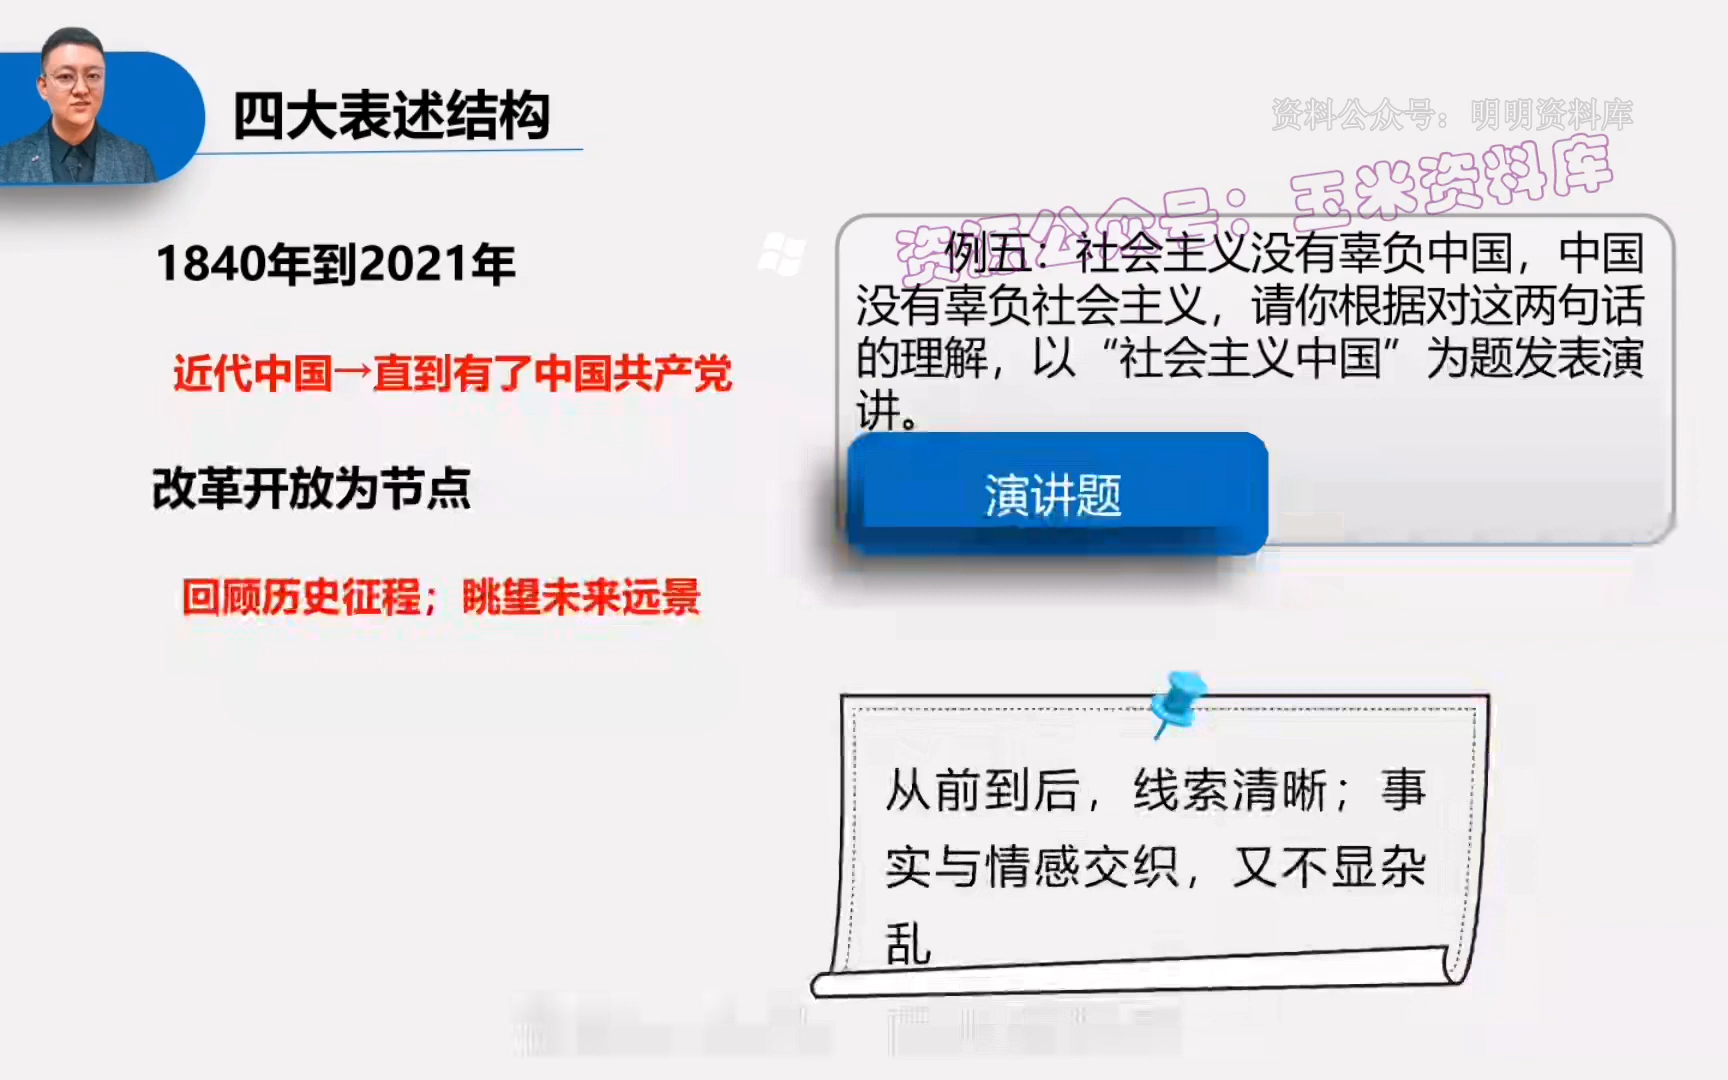 四大表述结构
资料公众号：明明资料库
资源公众号：玉米资料库
1840年到2021年
近代中国→直到有了中国共产党
改革开放为节点
回顾历史征程；眺望未来远景
例五：社会主义没有辜负中国，中国
没有辜负社会主义，请你根据对这两句话
的理解，以“社会主义中国”为题发表演
讲。
演讲题
从前到后，线索清晰；事
实与情感交织，又不显杂
乱